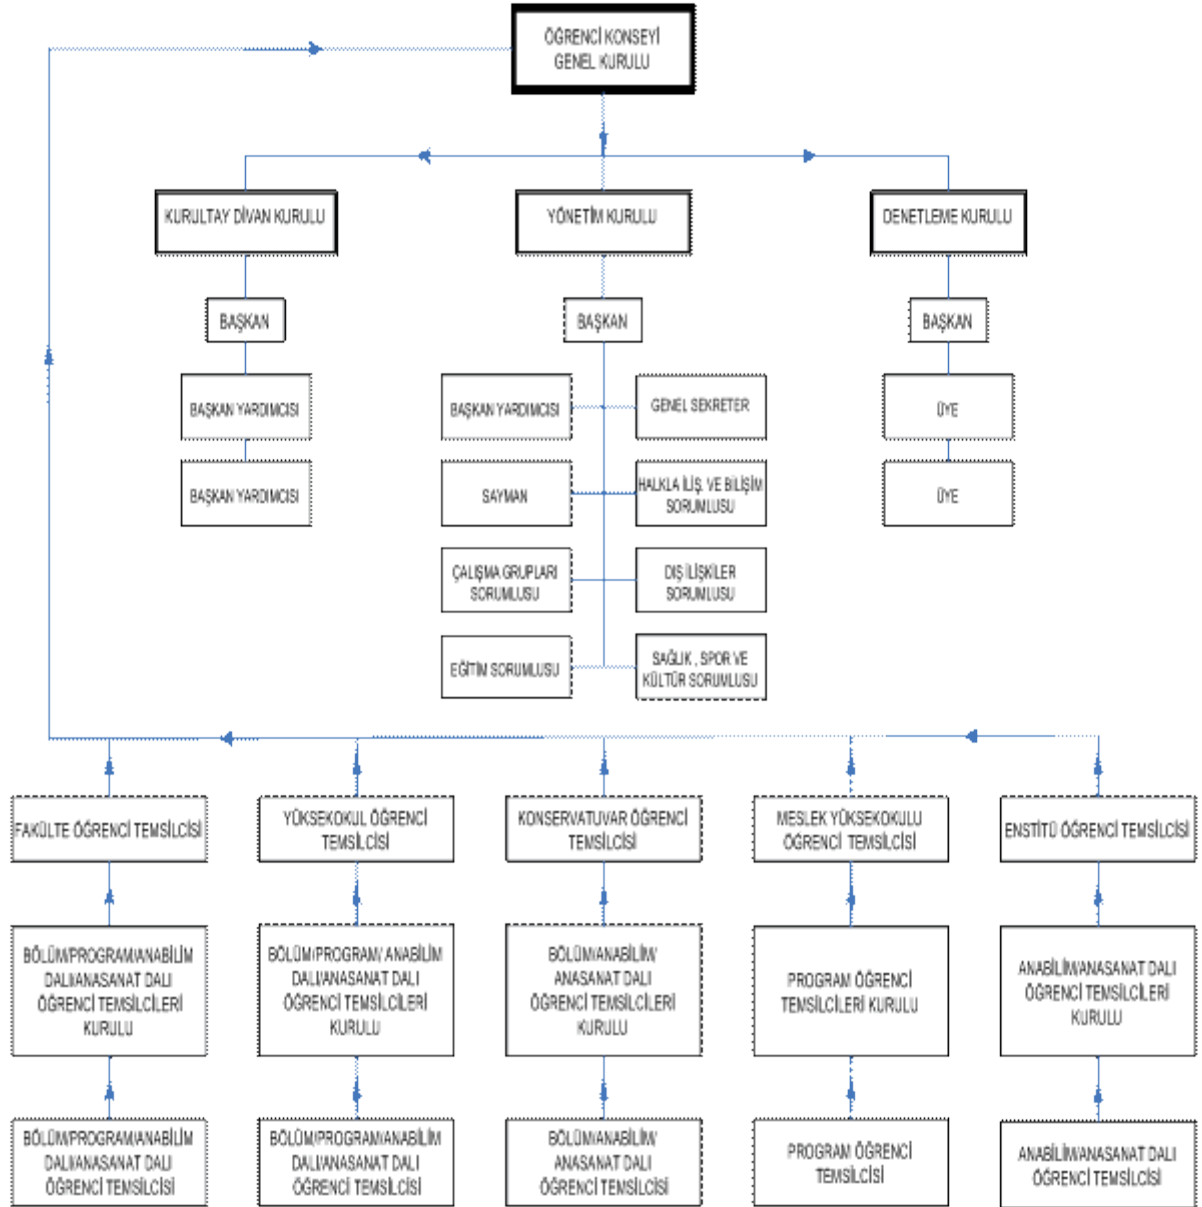 ÖĞRENCİ KONSEYİ
GENEL KURULU
KURULTAY DİVAN KURULU
YÖNETİM KURULU
DENETLEME KURULU
BAŞKAN
BAŞKAN
BAŞKAN
BAŞKAN YARDIMCISI
BAŞKAN YARDIMCISI
GENEL SEKRETER
ÜYE
BAŞKAN YARDIMCISI
SAYMAN
HALKLA İLİŞ. VE BİLİŞİM
SORUMLUSU
ÜYE
ÇALIŞMA GRUPLARI
SORUMLUSU
DIŞ İLİŞKİLER
SORUMLUSU
EĞİTİM SORUMLUSU
SAĞLIK , SPOR VE
KÜLTÜR SORUMLUSU
FAKÜLTE ÖĞRENCİ TEMSİLCİSİ
YÜKSEKOKUL ÖĞRENCİ
TEMSİLCİSİ
KONSERVATUVAR ÖĞRENCİ
TEMSİLCİSİ
MESLEK YÜKSEKOKULU
ÖĞRENCİ TEMSİLCİSİ
ENSTİTÜ ÖĞRENCİ TEMSİLCİSİ
BÖLÜM/PROGRAM/ANABİLİM
DALI/ANASANAT DALI
ÖĞRENCİ TEMSİLCİLERİ
KURULU
BÖLÜM/PROGRAM/ ANABİLİM
DALI/ANASANAT DALI
ÖĞRENCİ TEMSİLCİLERİ
KURULU
BÖLÜM/ANABİLİM/
ANASANAT DALI
ÖĞRENCİ TEMSİLCİLERİ
KURULU
PROGRAM ÖĞRENCİ
TEMSİLCİLERİ KURULU
ANABİLİM/ANASANAT DALI
ÖĞRENCİ TEMSİLCİLERİ
KURULU
BÖLÜM/PROGRAM/ANABİLİM
DALI/ANASANAT DALI
ÖĞRENCİ TEMSİLCİSİ
BÖLÜM/PROGRAM/ANABİLİM
DALI/ANASANAT DALI
ÖĞRENCİ TEMSİLCİSİ
BÖLÜM/ANABİLİM/
ANASANAT DALI
ÖĞRENCİ TEMSİLCİSİ
PROGRAM ÖĞRENCİ
TEMSİLCİSİ
ANABİLİM/ANASANAT DALI
ÖĞRENCİ TEMSİLCİSİ